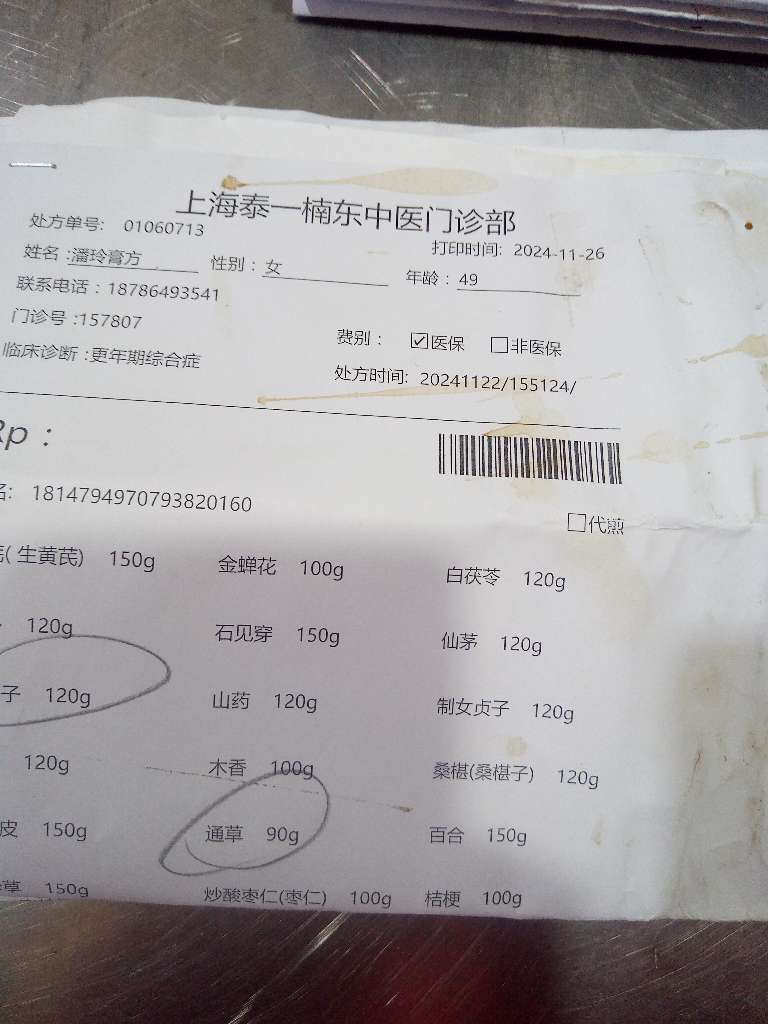 上海泰一楠东中医门诊部
处方单号: 01060713 打印时间: 2024-11-26
姓名:潘玲膏方 性别: 女 年龄: 49
联系电话: 18786493541
门诊号:157807 费别: ☑医保 □非医保
临床诊断:更年期综合症 处方时间: 20241122/155124/
Rp:
名: 1814794970793820160 □代煎
芪(生黄芪) 150g 金蝉花 100g 白茯苓 120g
120g 石见穿 150g 仙茅 120g
子 120g 山药 120g 制女贞子 120g
120g 木香 100g 桑椹(桑椹子) 120g
皮 150g 通草 90g 百合 150g
草 150g 炒酸枣仁(枣仁) 100g 桔梗 100g